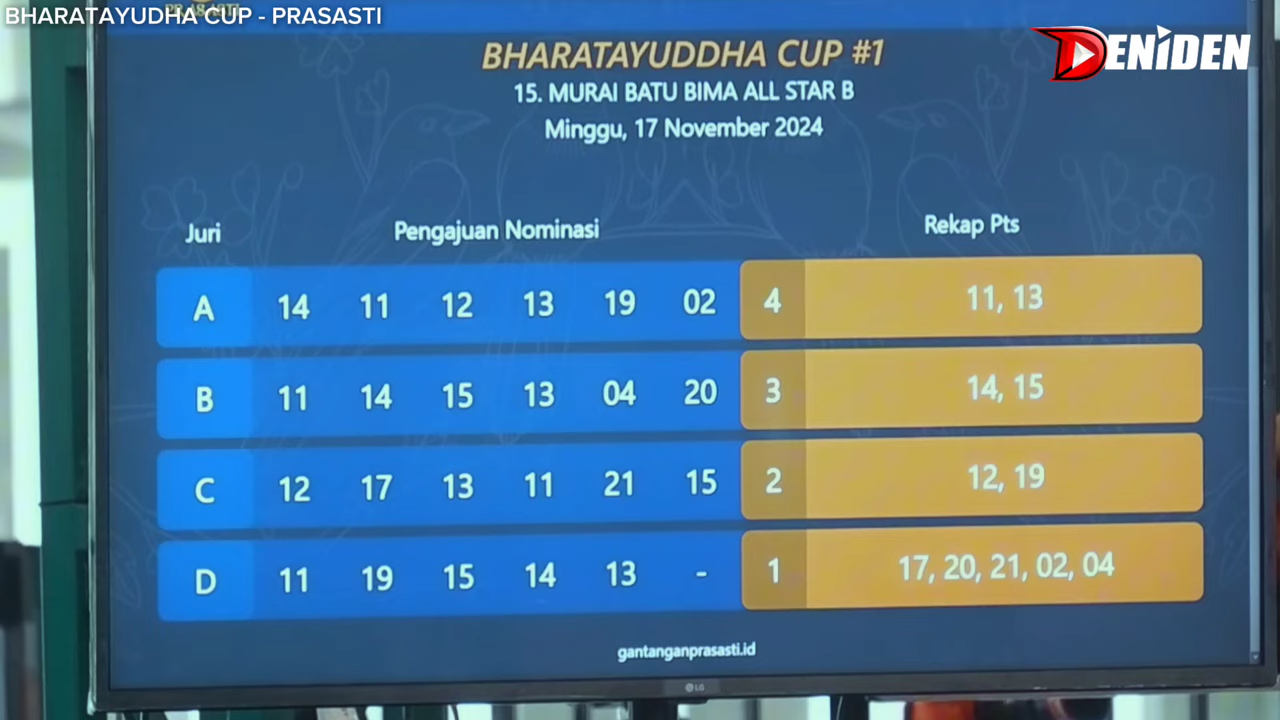 BHARATAYUDHA CUP - PRASASTI
PRASASTI
DENIDEN
BHARATAYUDDHA CUP #1
15. MURAI BATU BIMA ALL STAR B
Minggu, 17 November 2024
Juri Pengajuan Nominasi Rekap Pts
A 14 11 12 13 19 02 4 11, 13
B 11 14 15 13 04 20 3 14, 15
C 12 17 13 11 21 15 2 12, 19
D 11 19 15 14 13 - 1 17, 20, 21, 02, 04
gantanganprasasti.id
LG